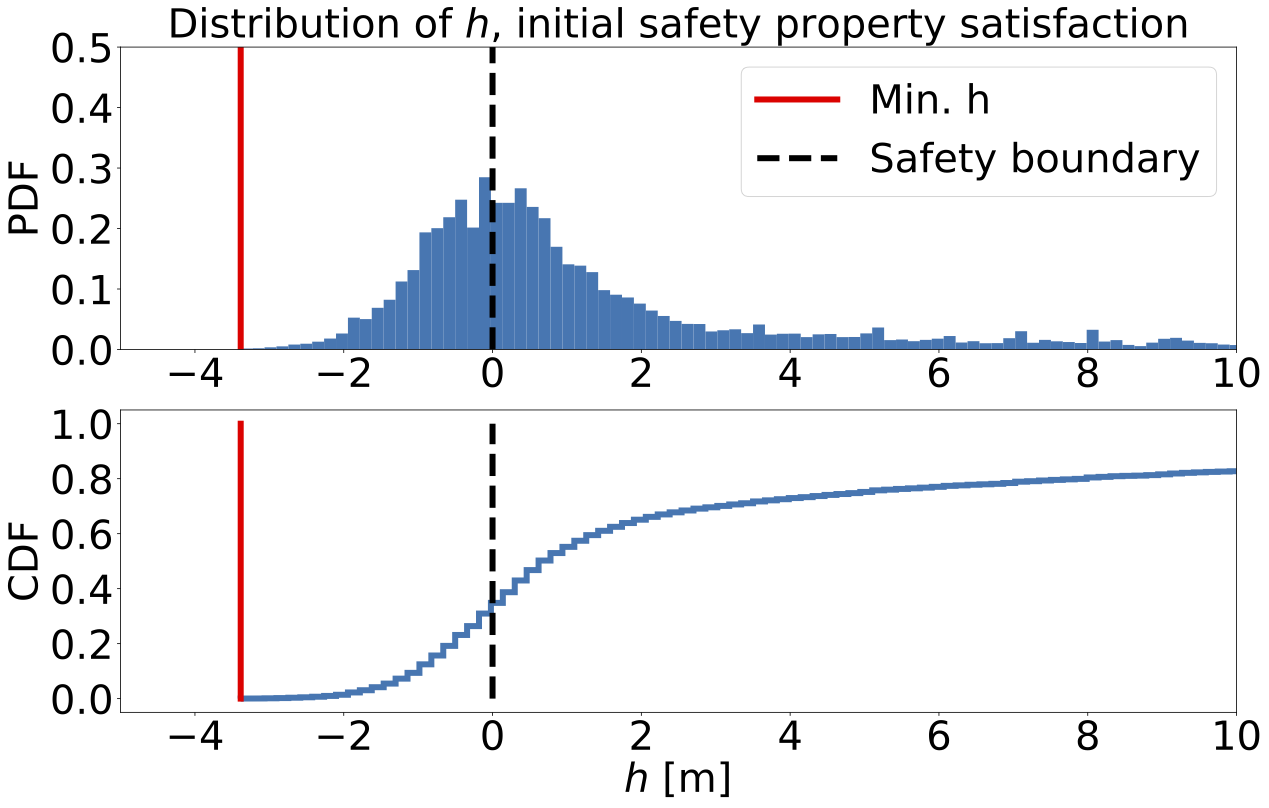 Distribution of h, initial safety property satisfaction
0.5
0.4
0.3
0.2
0.1
0.0
PDF
Min. h
Safety boundary
−4 −2 0 2 4 6 8 10
1.0
0.8
0.6
0.4
0.2
0.0
CDF
−4 −2 0 2 4 6 8 10
h [m]